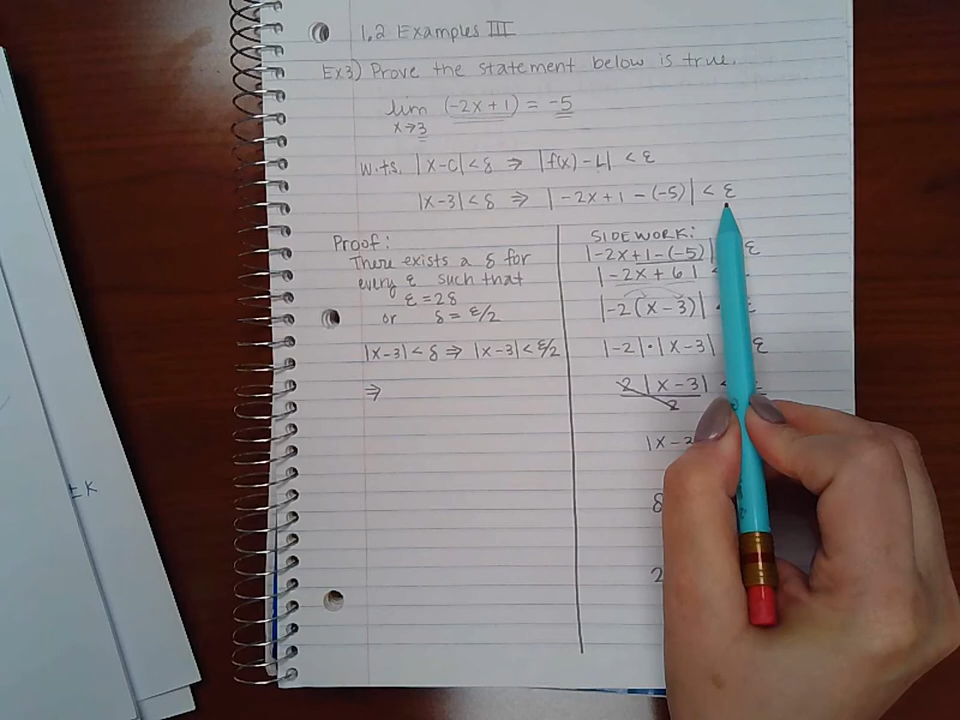 1.2 Examples III
Ex3) Prove the statement below is true.
lim (-2x+1) = -5
x→3
w.t.s. |x-c|<δ ⇒ |f(x)-L| < ε
|x-3|<δ ⇒ |-2x+1-(-5)| < ε
Proof:
There exists a δ for
every ε such that
ε=2δ
or δ=ε/2
|x-3|<δ ⇒ |x-3|<ε/2
⇒
SIDEWORK:
|-2x+1-(-5)| ε
|-2x+6| <
|-2(x-3)| < ε
|-2|·|x-3| ε
2|x-3| <
2
|x-3
δ
2